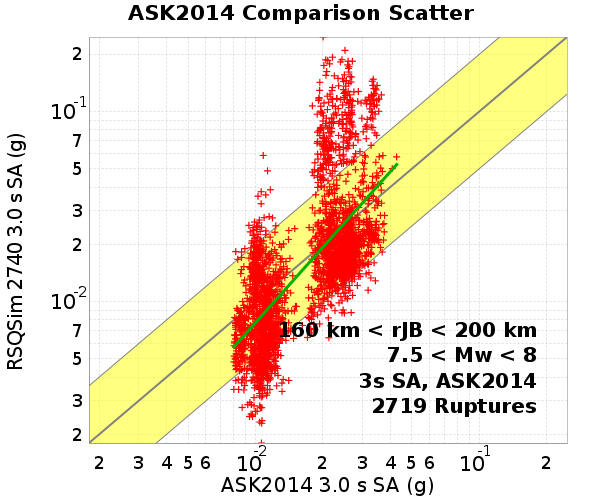 ASK2014 Comparison Scatter
RSQSim 2740 3.0 s SA (g)
2
10-1
7
5
3
2
10-2
7
5
3
2
160 km < rJB < 200 km
7.5 < Mw < 8
3s SA, ASK2014
2719 Ruptures
2 3 4 5 6 10-2 2 3 4 5 6 10-1 2
ASK2014 3.0 s SA (g)